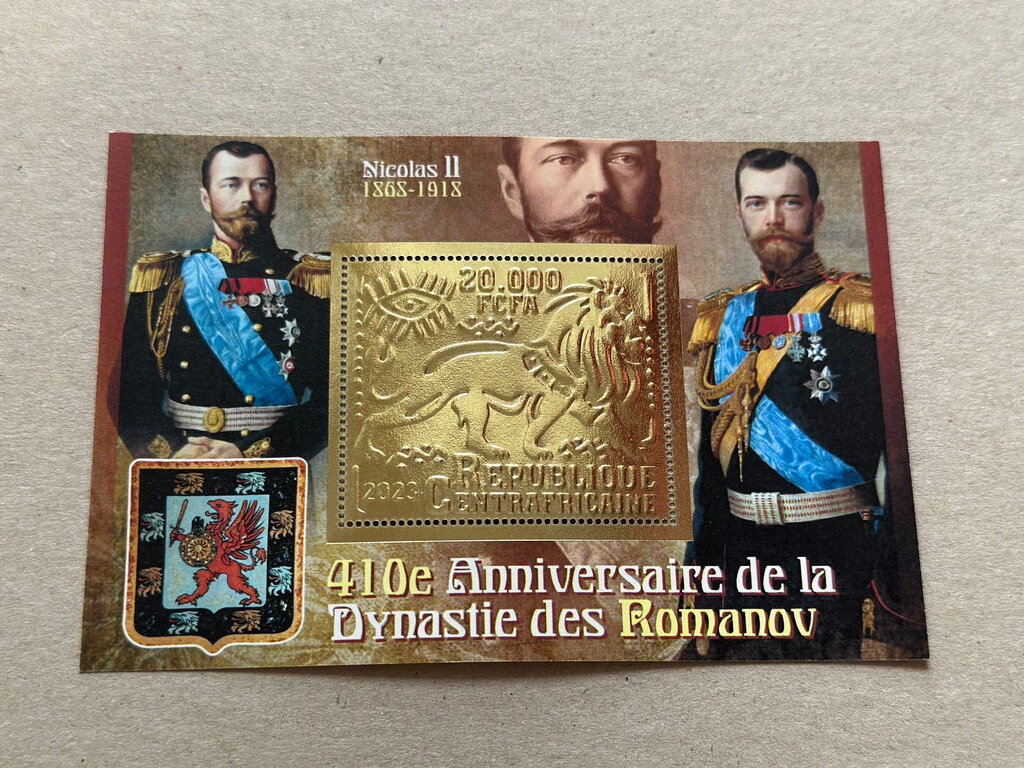 Nicolas II
1868-1918
20.000
FCFA
2023
REPUBLIQUE
CENTRAFRICAINE
410e Anniversaire de la
Dynastie des Romanov